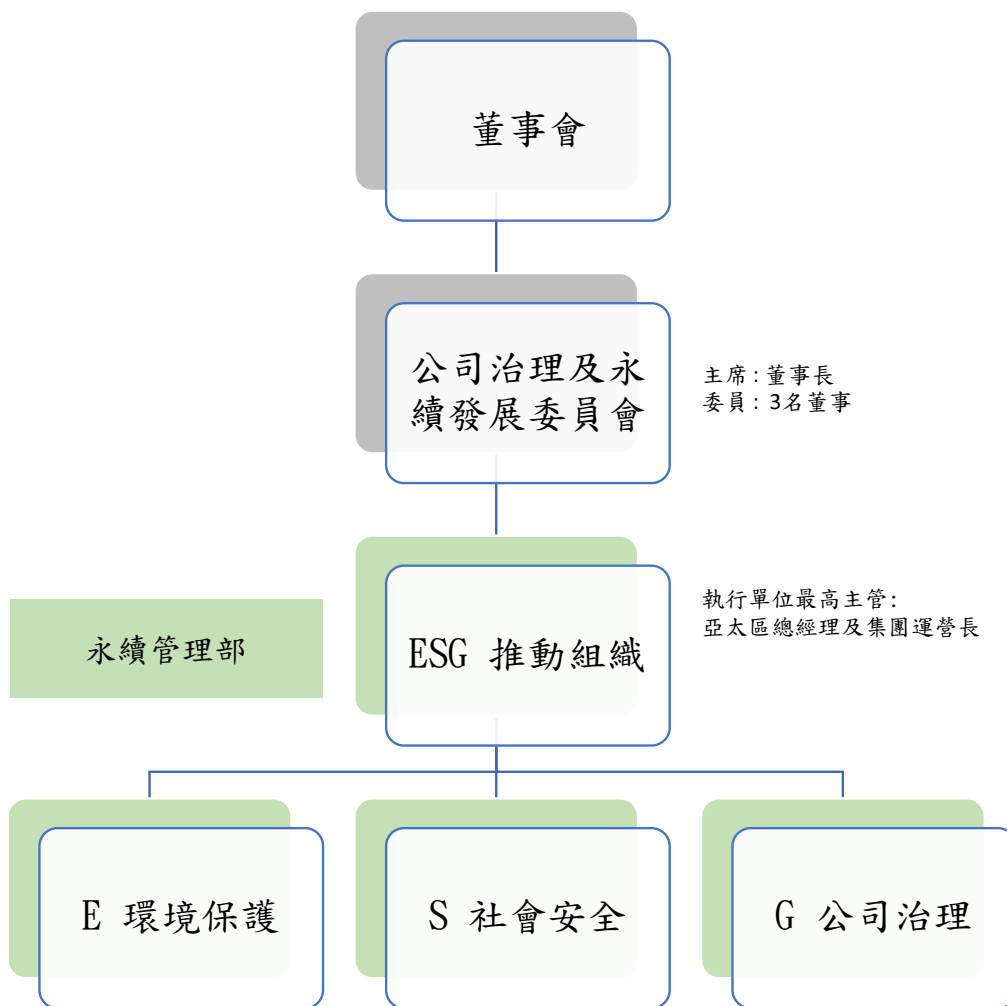 董事會
公司治理及永
續發展委員會
主席：董事長
委員：3名董事
永續管理部
ESG 推動組織
執行單位最高主管:
亞太區總經理及集團運營長
E 環境保護
S 社會安全
G 公司治理